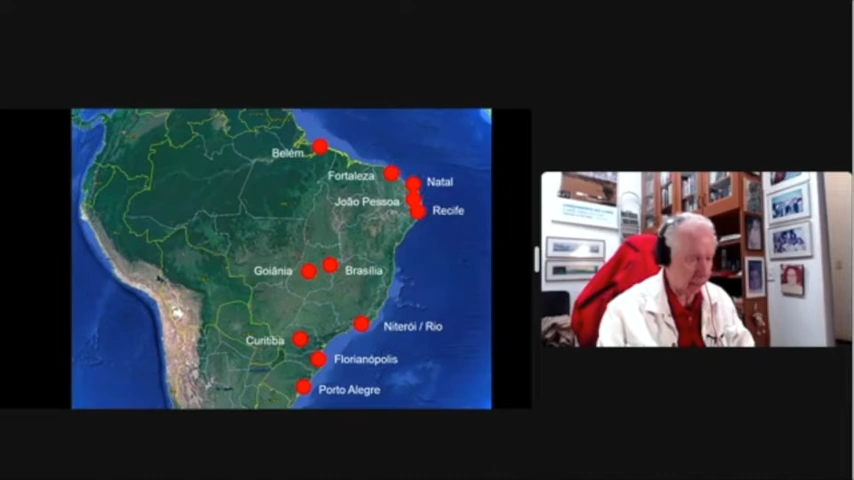 Belém
Fortaleza
Natal
João Pessoa
Recife
Goiânia
Brasília
Niterói / Rio
Curitiba
Florianópolis
Porto Alegre